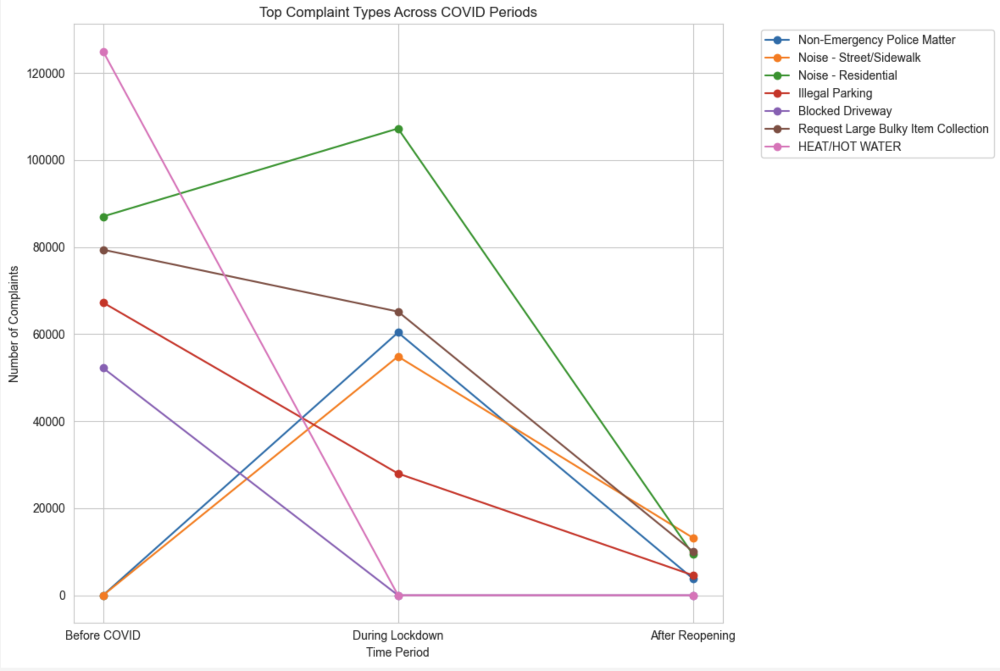 Top Complaint Types Across COVID Periods
Non-Emergency Police Matter
Noise - Street/Sidewalk
Noise - Residential
Illegal Parking
Blocked Driveway
Request Large Bulky Item Collection
HEAT/HOT WATER
120000
100000
80000
60000
40000
20000
0
Number of Complaints
Before COVID
During Lockdown
After Reopening
Time Period